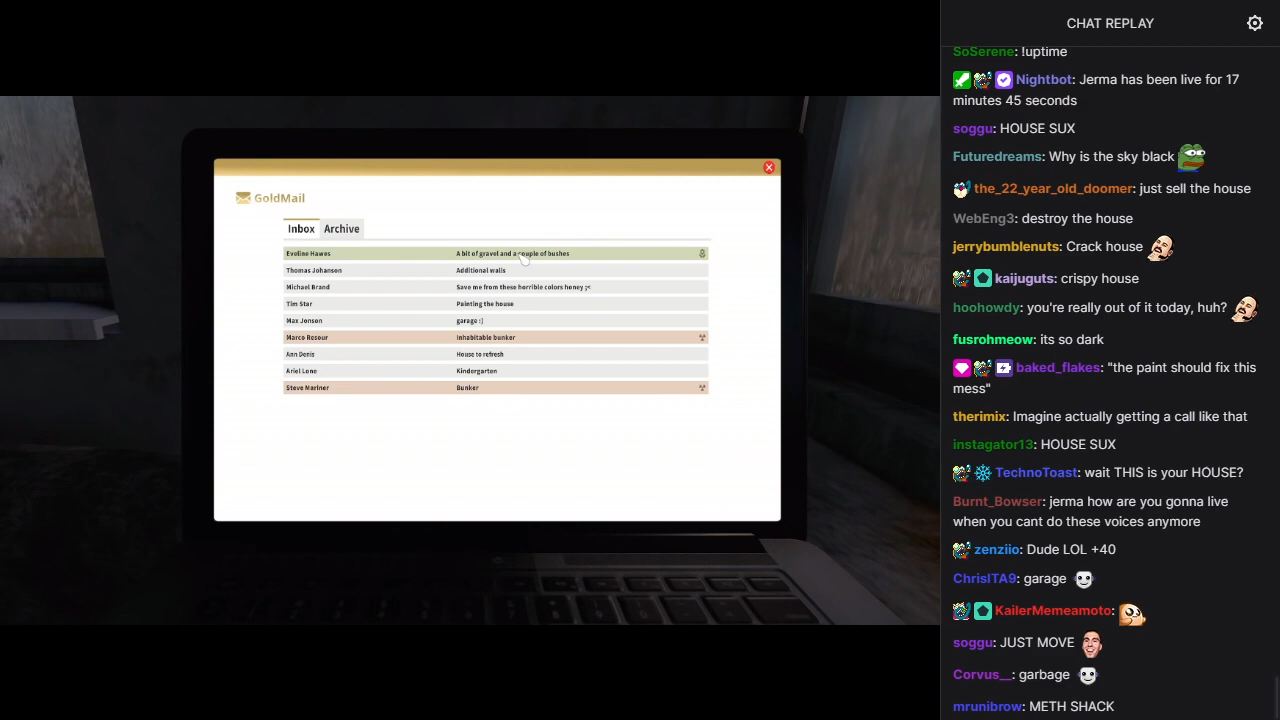 GoldMail
Inbox Archive
Eveline Hawes A bit of gravel and a couple of bushes
Thomas Johanson Additional walls
Michael Brand Save me from these horrible colors honey ;<
Tim Star Painting the house
Max Jonson garage :)
Marco Resour Inhabitable bunker
Ann Denis House to refresh
Ariel Lone Kindergarten
Steve Mariner Bunker
CHAT REPLAY
SoSerene: !uptime
Nightbot: Jerma has been live for 17
minutes 45 seconds
soggu: HOUSE SUX
Futuredreams: Why is the sky black
the_22_year_old_doomer: just sell the house
WebEng3: destroy the house
jerrybumblenuts: Crack house
kaijuguts: crispy house
hoohowdy: you're really out of it today, huh?
fusrohmeow: its so dark
baked_flakes: "the paint should fix this
mess"
therimix: Imagine actually getting a call like that
instagator13: HOUSE SUX
TechnoToast: wait THIS is your HOUSE?
Burnt_Bowser: jerma how are you gonna live
when you cant do these voices anymore
zenziio: Dude LOL +40
ChrisITA9: garage
KailerMemeamoto:
soggu: JUST MOVE
Corvus__: garbage
mrunibrow: METH SHACK